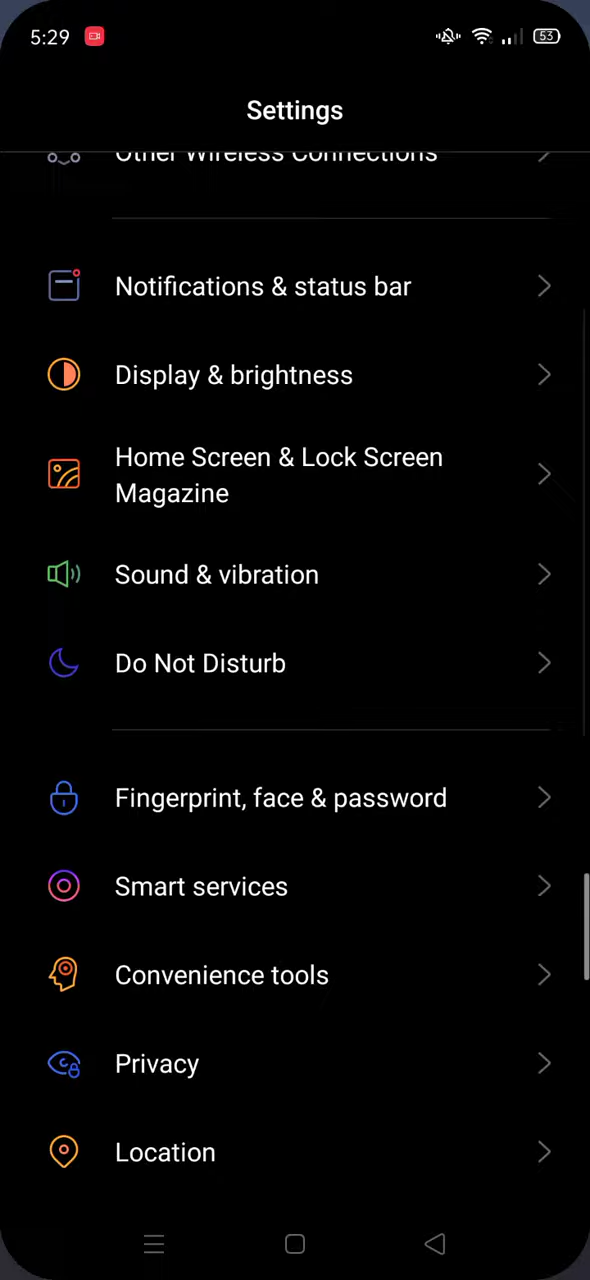 5:29
53
Settings
Other Wireless Connections
Notifications & status bar
Display & brightness
Home Screen & Lock Screen
Magazine
Sound & vibration
Do Not Disturb
Fingerprint, face & password
Smart services
Convenience tools
Privacy
Location